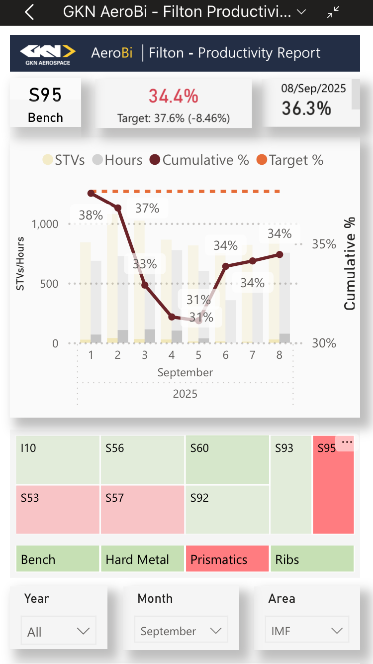 GKN AeroBi - Filton Productivi...
GKN AEROSPACE
AeroBi | Filton - Productivity Report
S95
Bench
34.4%
Target: 37.6% (-8.46%)
08/Sep/2025
36.3%
STVs Hours Cumulative % Target %
STVs/Hours
1,000
500
0
38%
37%
33%
31%
31%
34%
34%
34%
35%
30%
Cumulative %
1 2 3 4 5 6 7 8
September
2025
I10 S56 S60 S93 S95 ...
S53 S57 S92
Bench Hard Metal Prismatics Ribs
Year Month Area
All September IMF